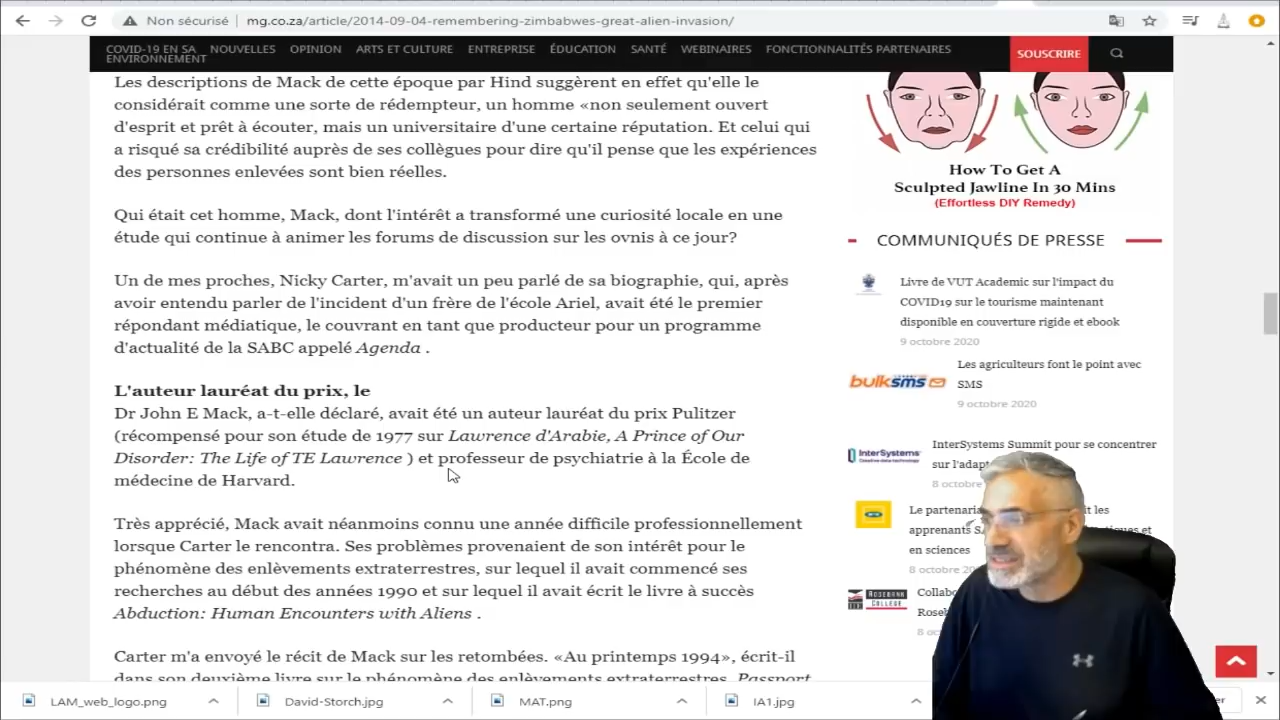 Non sécurisé | mg.co.za/article/2014-09-04-remembering-zimbabwes-great-alien-invasion/
COVID-19 EN SA NOUVELLES OPINION ARTS ET CULTURE ENTREPRISE ÉDUCATION SANTÉ WEBINAIRES FONCTIONNALITÉS PARTENAIRES
ENVIRONNEMENT
SOUSCRIRE
Les descriptions de Mack de cette époque par Hind suggèrent en effet qu'elle le
considérait comme une sorte de rédempteur, un homme «non seulement ouvert
d'esprit et prêt à écouter, mais un universitaire d'une certaine réputation. Et celui qui
a risqué sa crédibilité auprès de ses collègues pour dire qu'il pense que les expériences
des personnes enlevées sont bien réelles.
Qui était cet homme, Mack, dont l'intérêt a transformé une curiosité locale en une
étude qui continue à animer les forums de discussion sur les ovnis à ce jour?
Un de mes proches, Nicky Carter, m'avait un peu parlé de sa biographie, qui, après
avoir entendu parler de l'incident d'un frère de l'école Ariel, avait été le premier
répondant médiatique, le couvrant en tant que producteur pour un programme
d'actualité de la SABC appelé Agenda .
L'auteur lauréat du prix, le
Dr John E Mack, a-t-elle déclaré, avait été un auteur lauréat du prix Pulitzer
(récompensé pour son étude de 1977 sur Lawrence d'Arabie, A Prince of Our
Disorder: The Life of TE Lawrence ) et professeur de psychiatrie à la École de
médecine de Harvard.
Très apprécié, Mack avait néanmoins connu une année difficile professionnellement
lorsque Carter le rencontra. Ses problèmes provenaient de son intérêt pour le
phénomène des enlèvements extraterrestres, sur lequel il avait commencé ses
recherches au début des années 1990 et sur lequel il avait écrit le livre à succès
Abduction: Human Encounters with Aliens .
Carter m'a envoyé le récit de Mack sur les retombées. «Au printemps 1994», écrit-il
dans son deuxième livre sur le phénomène des enlèvements extraterrestres, Passport
How To Get A
Sculpted Jawline In 30 Mins
(Effortless DIY Remedy)
COMMUNIQUÉS DE PRESSE
Livre de VUT Academic sur l'impact du
COVID19 sur le tourisme maintenant
disponible en couverture rigide et ebook
9 octobre 2020
bulksms
Les agriculteurs font le point avec
SMS
9 octobre 2020
InterSystems
InterSystems Summit pour se concentrer
sur
8
Le
les
apprenants
et
en sciences
8
ROSEBANK
COLLEGE
8
LAM_web_logo.png
David-Storch.jpg
MAT.png
IA1.jpg